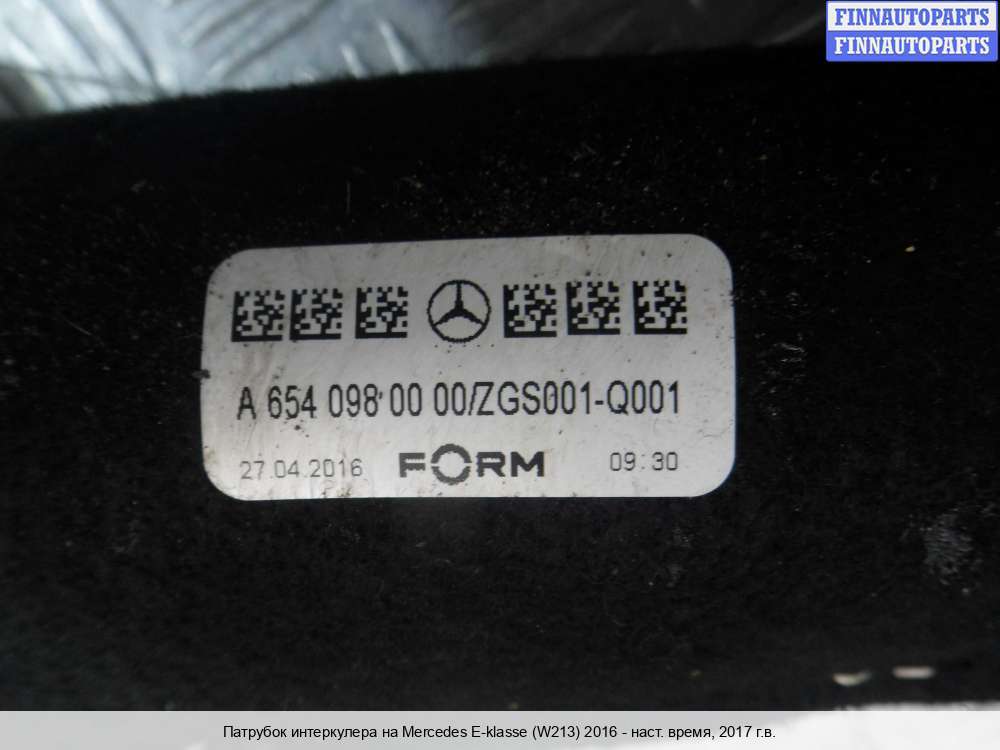 FINNAUTOPARTS
FINNAUTOPARTS
A 654 098 00 00/ZGS001-Q001
27.04.2016 FORM 09:30
Патрубок интеркулера на Mercedes E-klasse (W213) 2016 - наст. время, 2017 г.в.